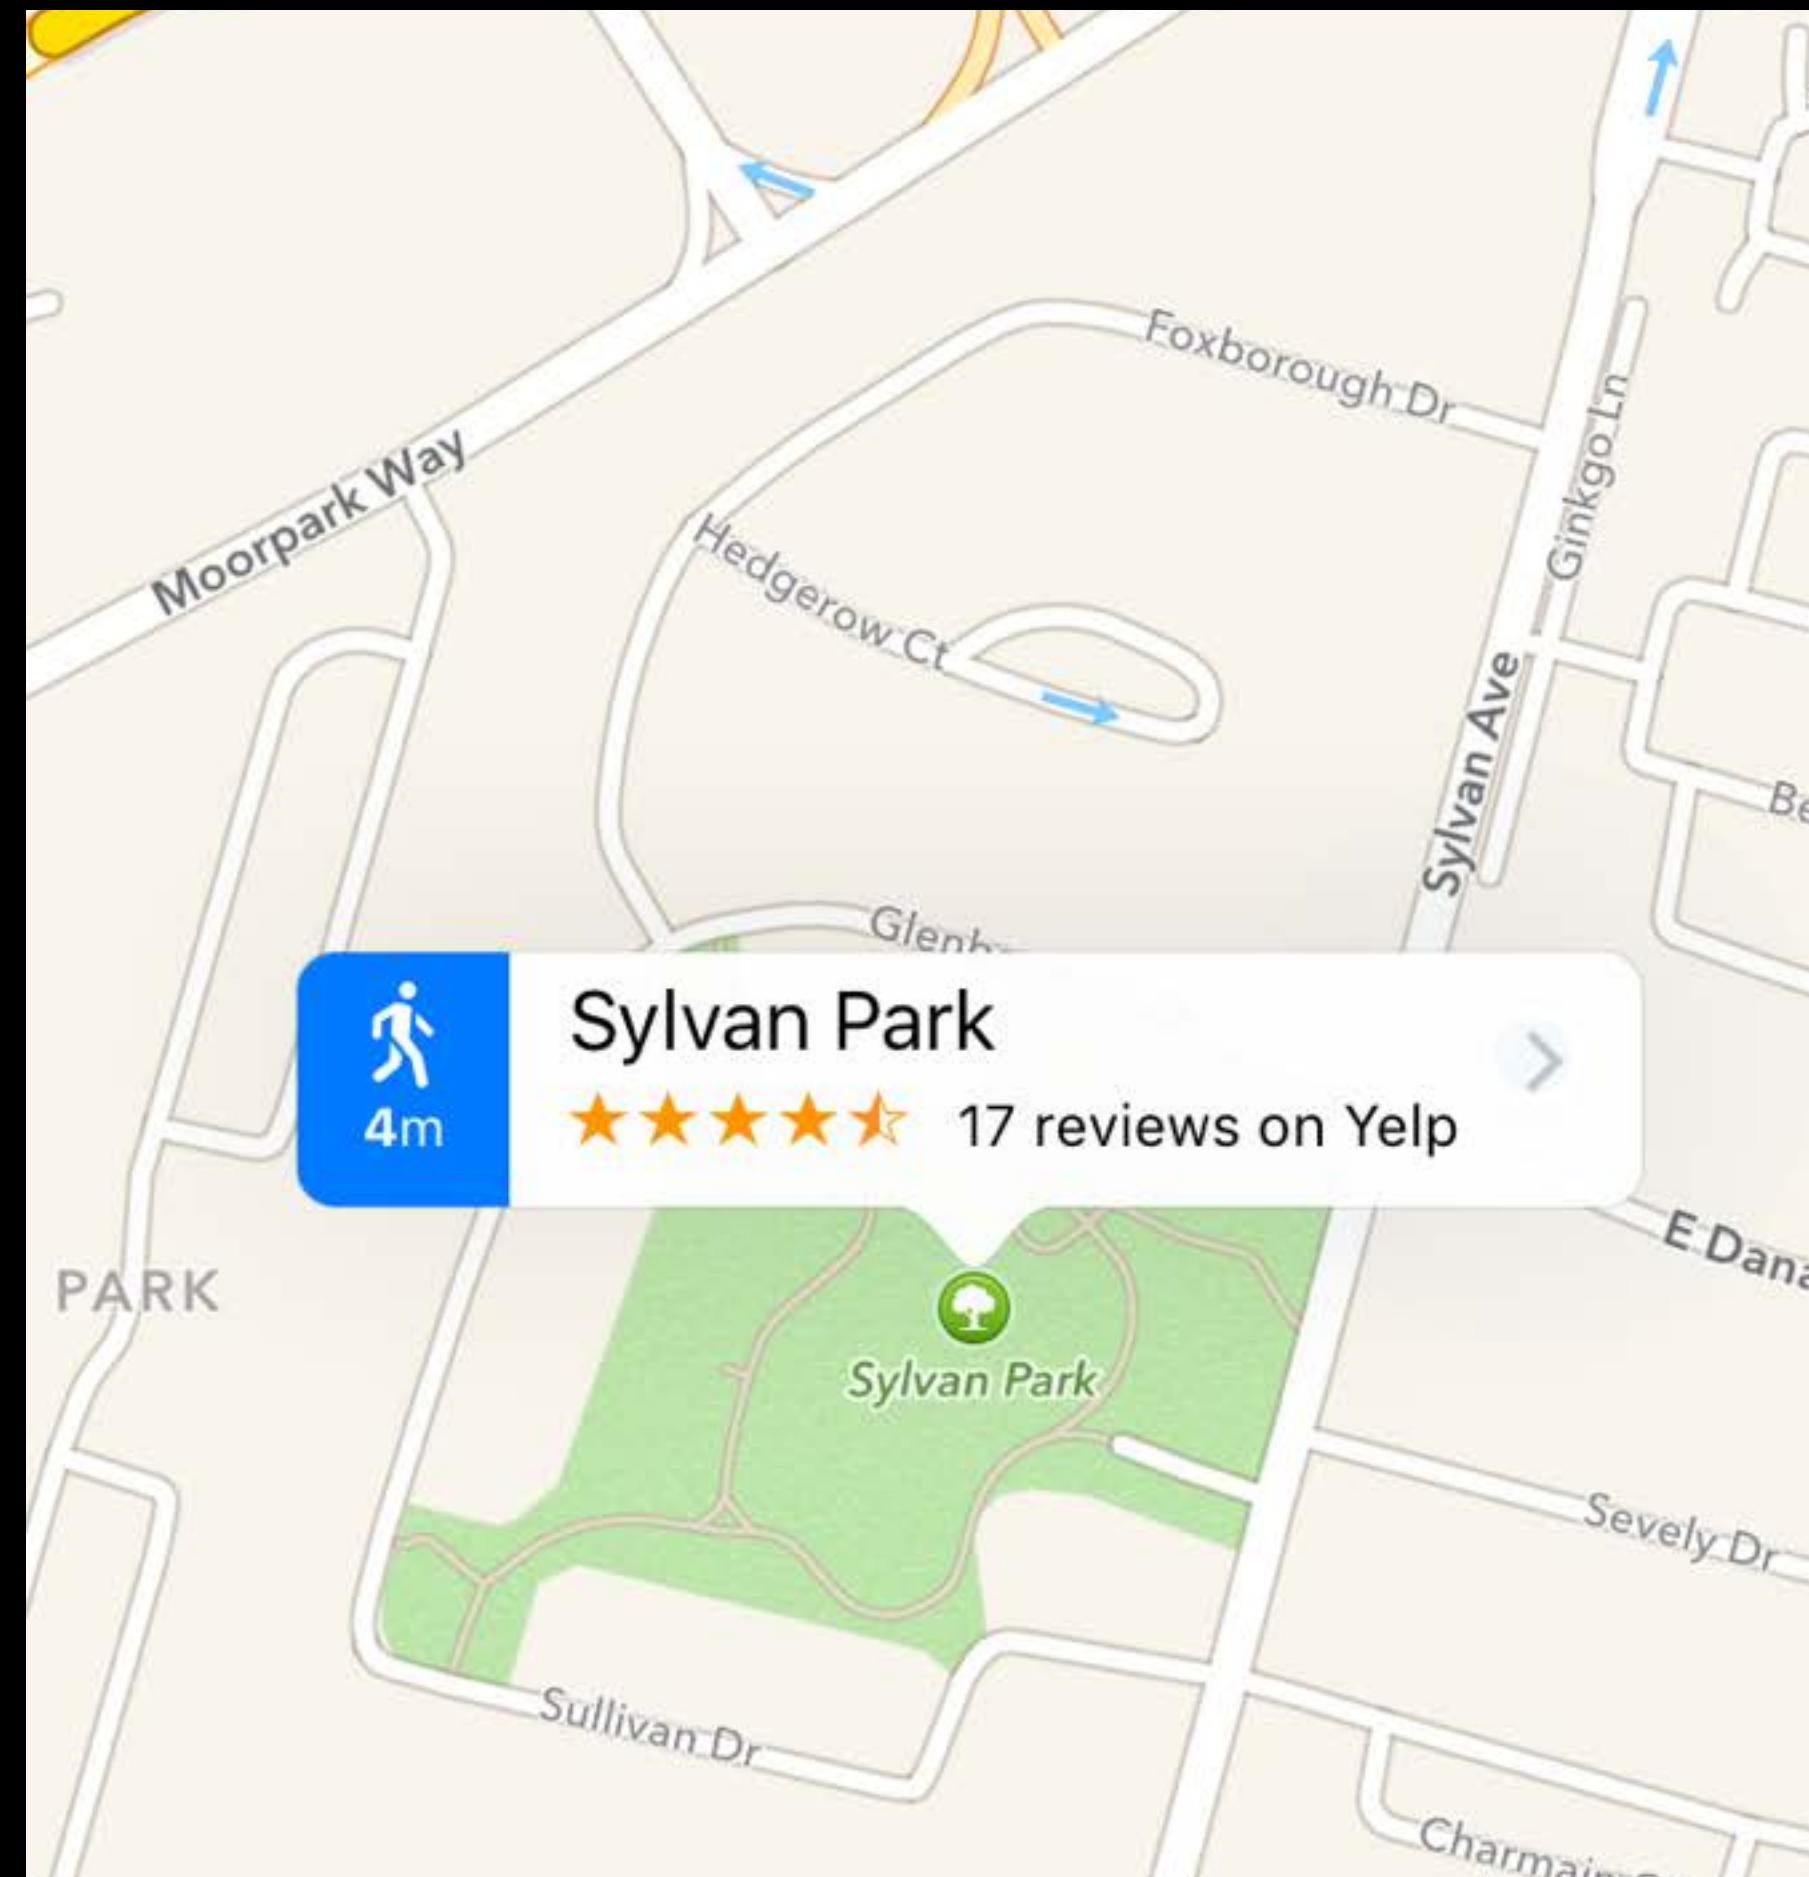 Foxborough Dr
Ginkgo Ln
Moorpark Way
Hedgerow Ct
Sylvan Ave
Sylvan Park
4m
17 reviews on Yelp
PARK
Sylvan Park
Sevely Dr
Sullivan Dr